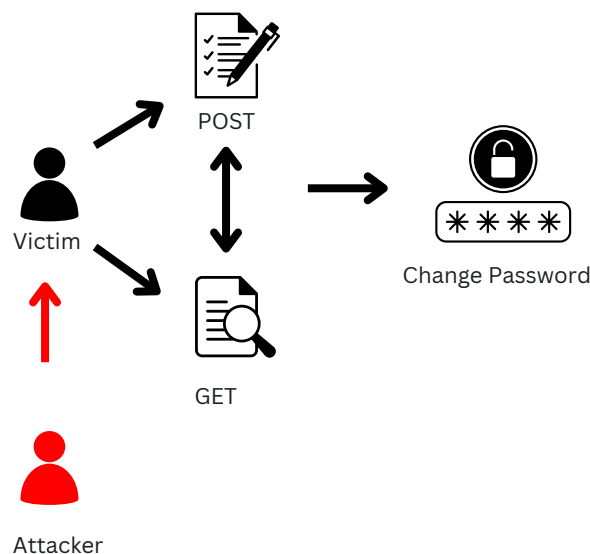 POST
Victim
✳✳✳✳
Change Password
GET
Attacker